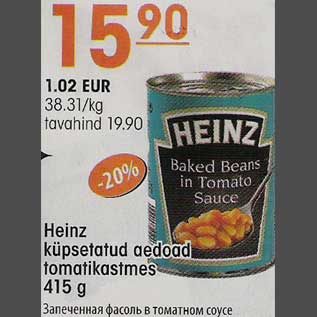 15 90
1.02 EUR
38.31/kg
tavahind 19.90
-20%
HEINZ
Baked Beans
in Tomato
Sauce
Heinz
küpsetatud aedoad
tomatikastmes
415 g
Запеченная фасоль в томатном соусе